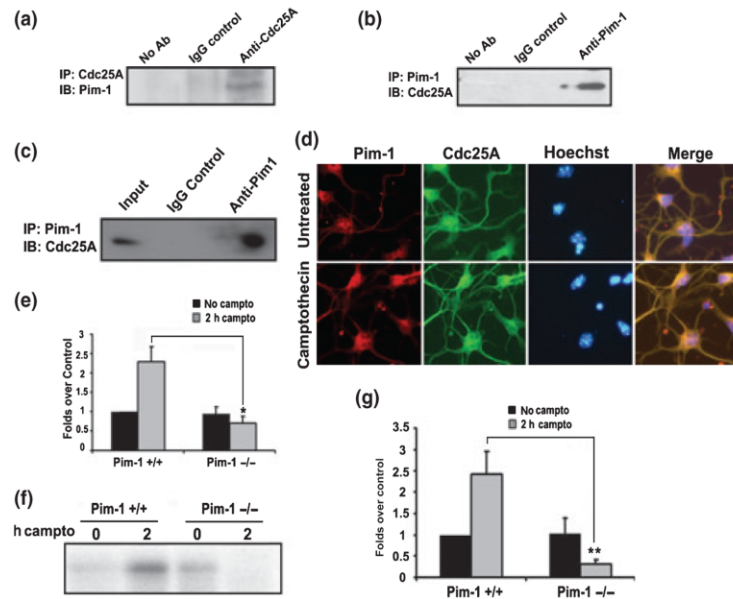 (a)
No Ab
IgG control
Anti-Cdc25A
IP: Cdc25A
IB: Pim-1
(b)
No Ab
IgG control
Anti-Pim-1
IP: Pim-1
IB: Cdc25A
(c)
Input
IgG Control
Anti-Pim1
IP: Pim-1
IB: Cdc25A
(d)
Pim-1 Cdc25A Hoechst Merge
Untreated
Camptothecin
(e)
No campto
2 h campto
Folds over Control
3
2.5
2
1.5
1
0.5
0
*
Pim-1 +/+ Pim-1 –/–
(f)
Pim-1 +/+ Pim-1 –/–
h campto 0 2 0 2
(g)
No campto
2 h campto
Folds over control
3.5
3
2.5
2
1.5
1
0.5
0
**
Pim-1 +/+ Pim-1 –/–